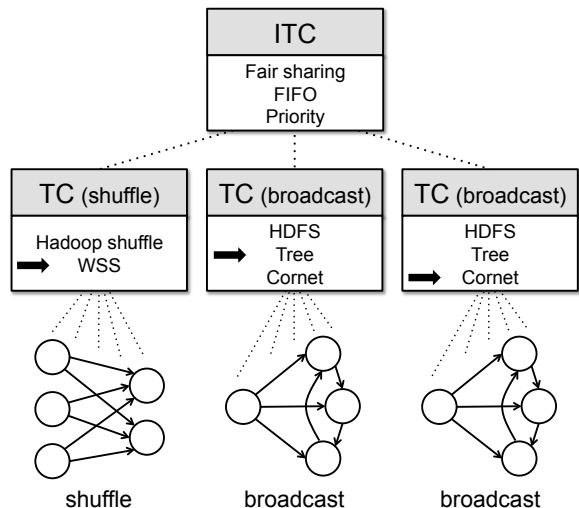 ITC
Fair sharing
FIFO
Priority
TC (shuffle)
Hadoop shuffle
WSS
TC (broadcast)
HDFS
Tree
Cornet
TC (broadcast)
HDFS
Tree
Cornet
shuffle
broadcast
broadcast